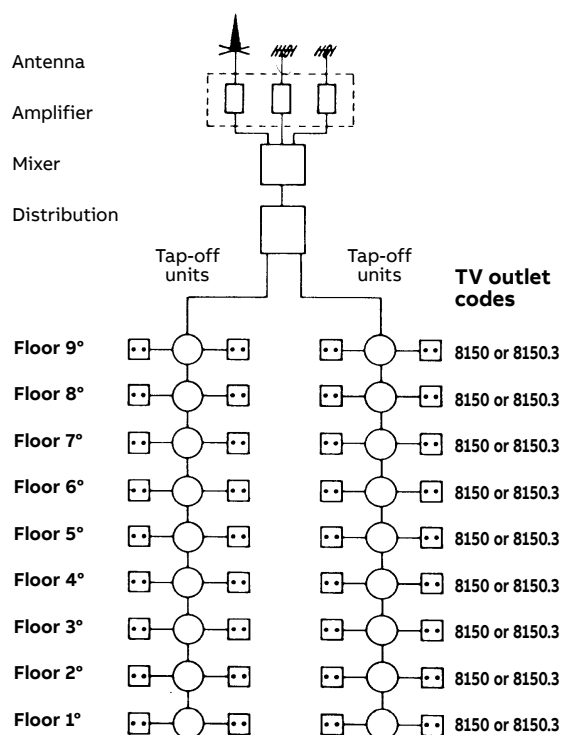 Antenna
Amplifier
Mixer
Distribution
Tap-off
units
Tap-off
units
TV outlet
codes
Floor 9° 8150 or 8150.3
Floor 8° 8150 or 8150.3
Floor 7° 8150 or 8150.3
Floor 6° 8150 or 8150.3
Floor 5° 8150 or 8150.3
Floor 4° 8150 or 8150.3
Floor 3° 8150 or 8150.3
Floor 2° 8150 or 8150.3
Floor 1° 8150 or 8150.3